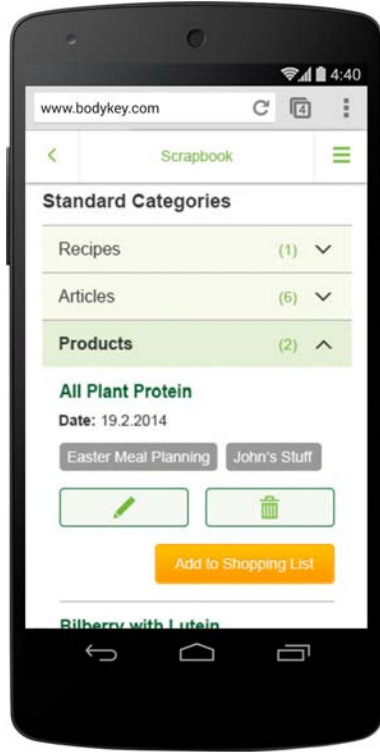 4:40
www.bodykey.com 4
Scrapbook
Standard Categories
Recipes (1)
Articles (6)
Products (2)
All Plant Protein
Date: 19.2.2014
Easter Meal Planning John's Stuff
Add to Shopping List
Bilberry with Lutein